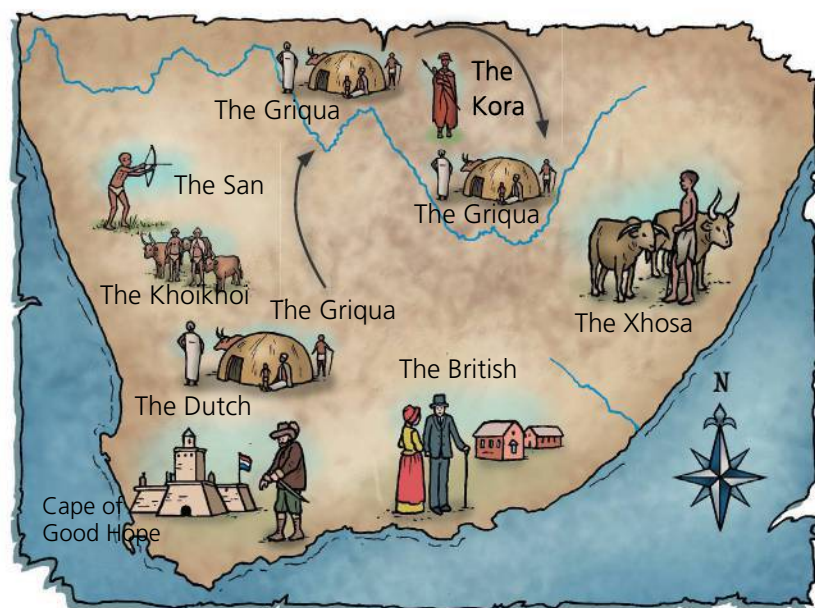 The
Kora
The Griqua
The San
The Griqua
The Khoikhoi
The Griqua
The Xhosa
The British
The Dutch
Cape of
Good Hope
N